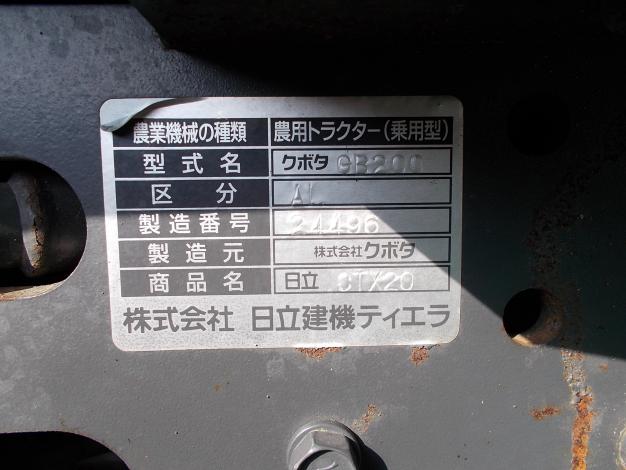 農業機械の種類 農用トラクター(乗用型)
型式名 クボタ GB200
区分 AL
製造番号 24496
製造元 株式会社クボタ
商品名 日立 CTX20
株式会社 日立建機ティエラ